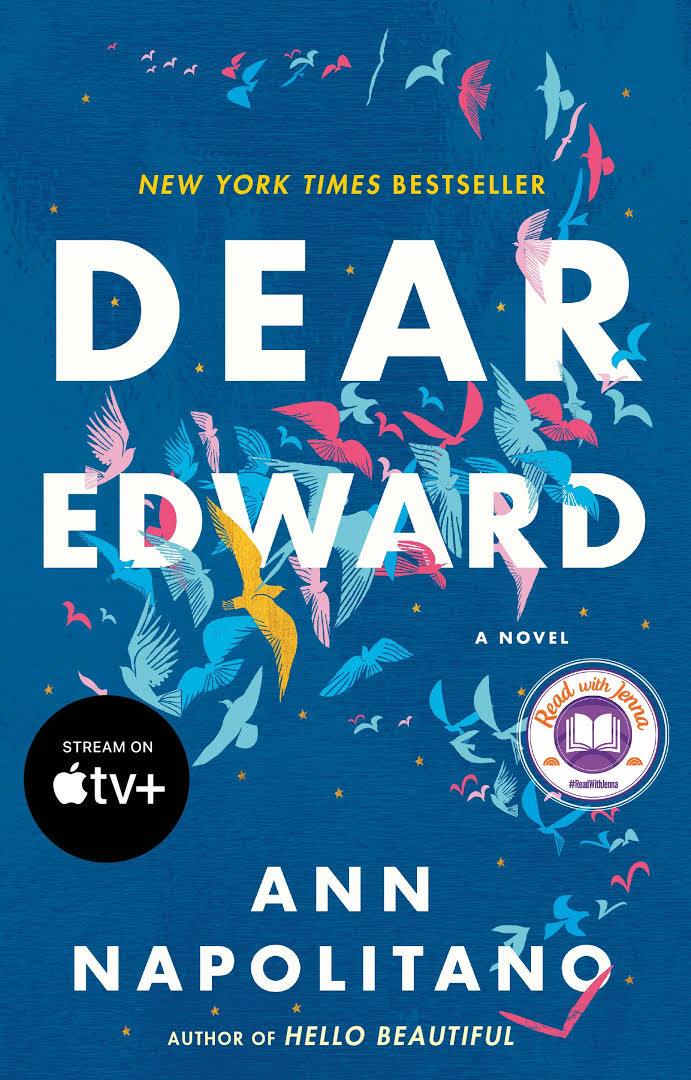 NEW YORK TIMES BESTSELLER
DEAR
EDWARD
A NOVEL
Read with Jenna
#ReadWithJenna
STREAM ON
tv+
ANN
NAPOLITANO
AUTHOR OF HELLO BEAUTIFUL